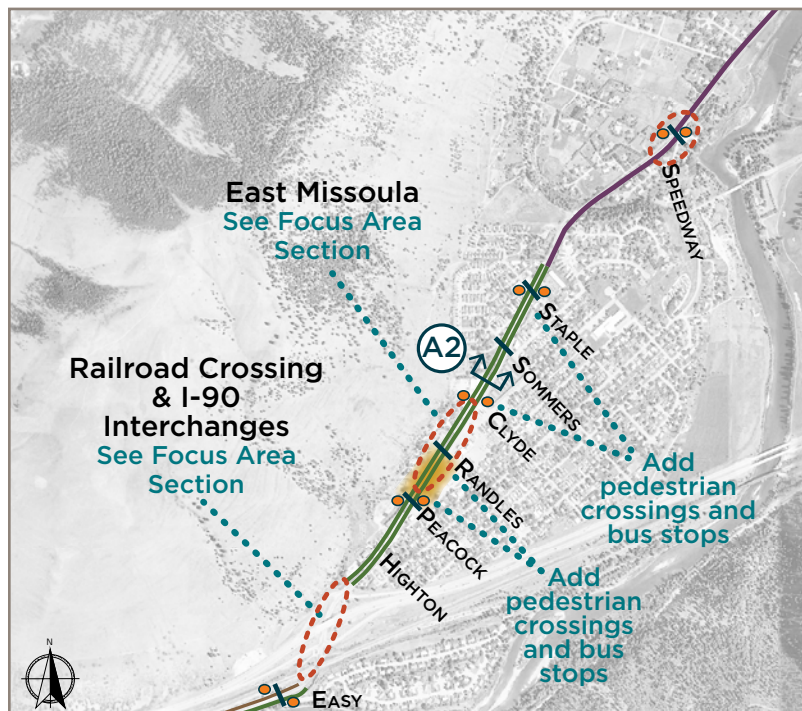 SPEEDWAY
East Missoula
See Focus Area
Section
STAPLE
A2
SOMMERS
Railroad Crossing
& I-90
Interchanges
See Focus Area
Section
CLYDE
RANDLES
Add
pedestrian
crossings and
bus stops
PEACOCK
HIGHTON
Add
pedestrian
crossings
and bus
stops
N
EASY